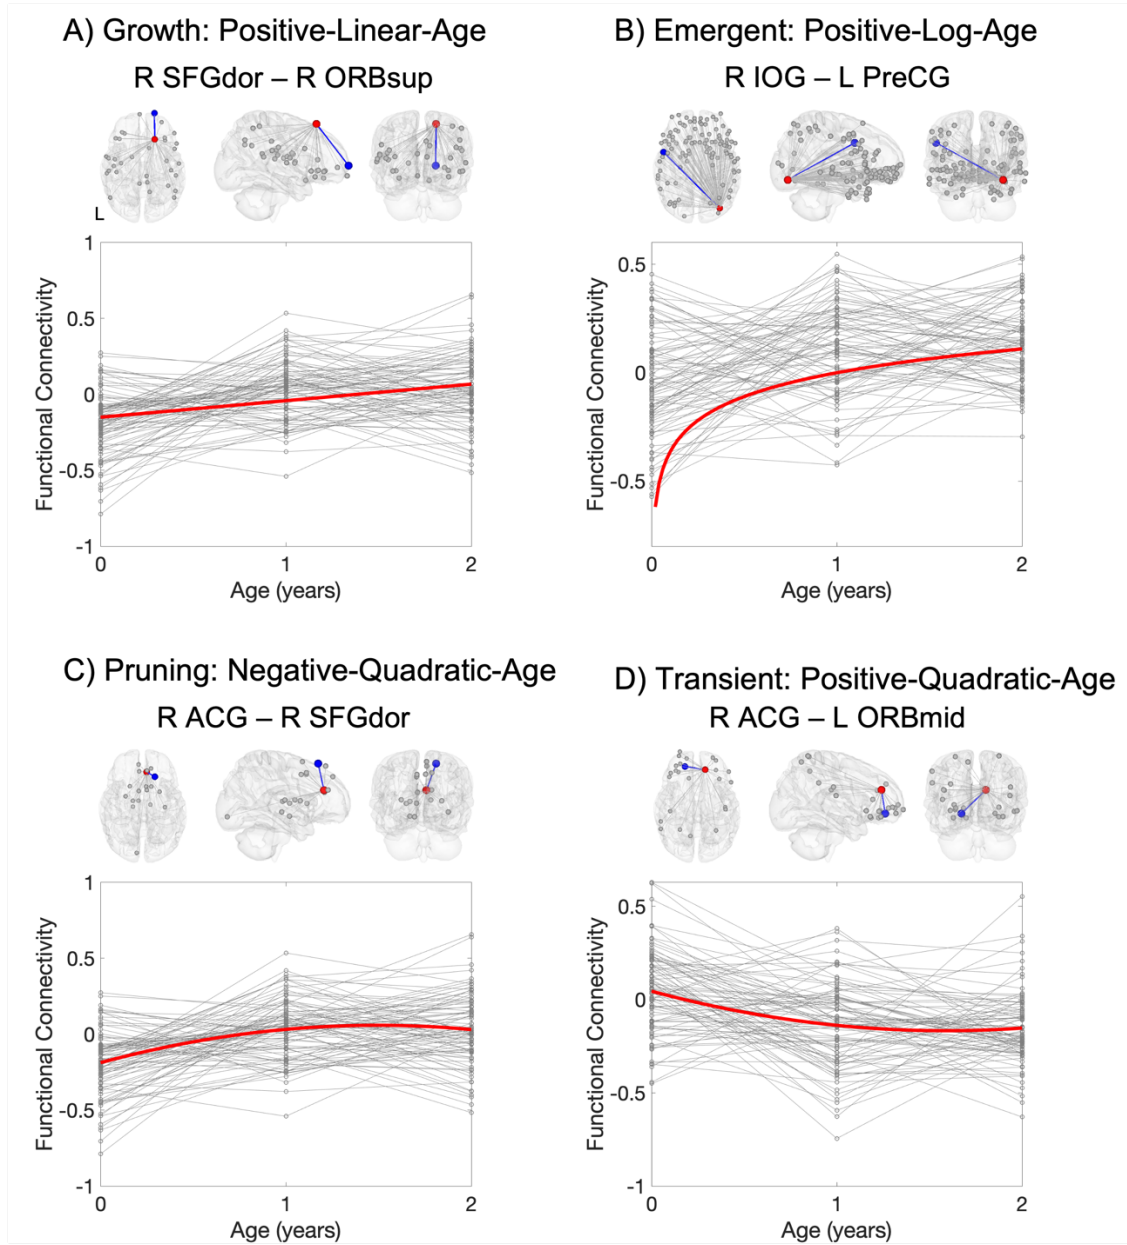 A) Growth: Positive-Linear-Age
R SFGdor – R ORBsup
L
1
0.5
0
-0.5
-1
Functional Connectivity
0
1
2
Age (years)
B) Emergent: Positive-Log-Age
R IOG – L PreCG
0.5
0
-0.5
Functional Connectivity
0
1
2
Age (years)
C) Pruning: Negative-Quadratic-Age
R ACG – R SFGdor
1
0.5
0
-0.5
-1
Functional Connectivity
0
1
2
Age (years)
D) Transient: Positive-Quadratic-Age
R ACG – L ORBmid
0.5
0
-0.5
-1
Functional Connectivity
0
1
2
Age (years)